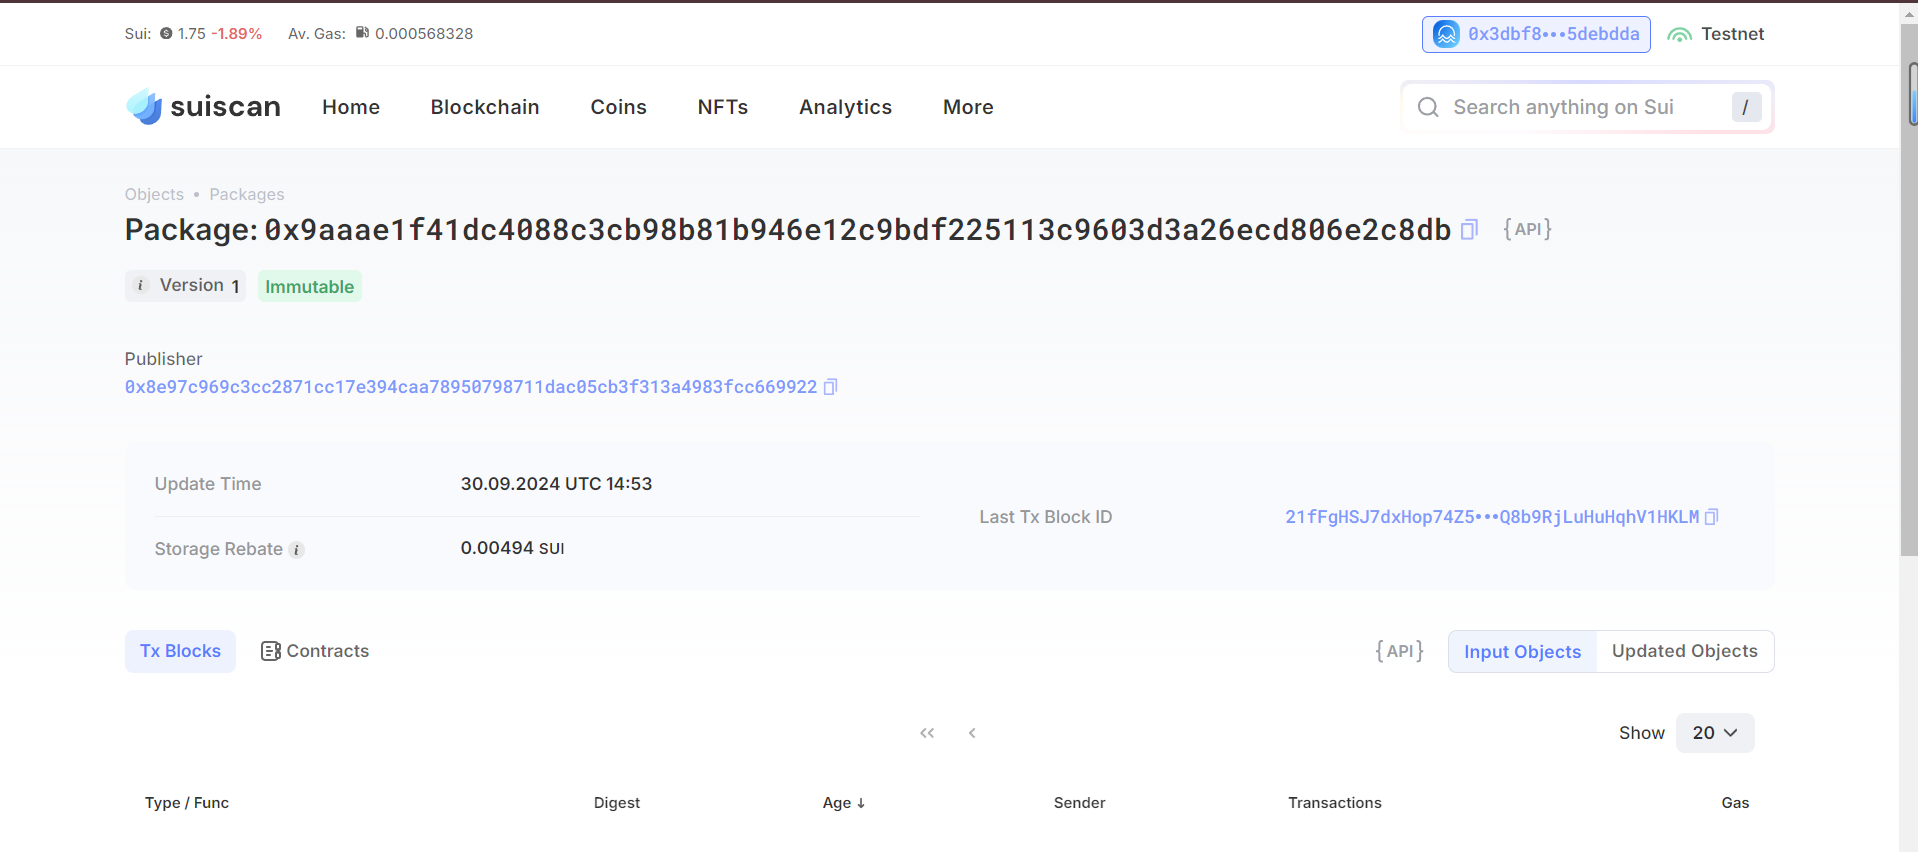 Sui: 1.75 -1.89% Av. Gas: 0.000568328 0x3dbf8•••5debdda Testnet
suiscan Home Blockchain Coins NFTs Analytics More Search anything on Sui /
Objects • Packages
Package: 0x9aaae1f41dc4088c3cb98b81b946e12c9bdf225113c9603d3a26ecd806e2c8db {API}
i Version 1 Immutable
Publisher
0x8e97c969c3cc2871cc17e394caa78950798711dac05cb3f313a4983fcc669922
Update Time 30.09.2024 UTC 14:53
Last Tx Block ID 21fFgHSJ7dxHop74Z5•••Q8b9RjLuHuHqhV1HKLM
Storage Rebate i 0.00494 SUI
Tx Blocks Contracts {API} Input Objects Updated Objects
Show 20
Type / Func Digest Age ↓ Sender Transactions Gas